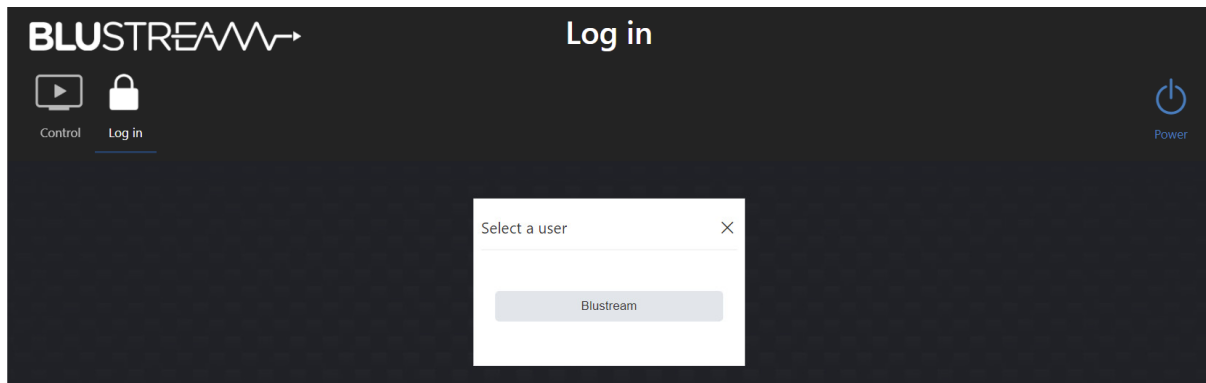 BLUSTREAM
Log in
Control
Log in
Power
Select a user
Blustream